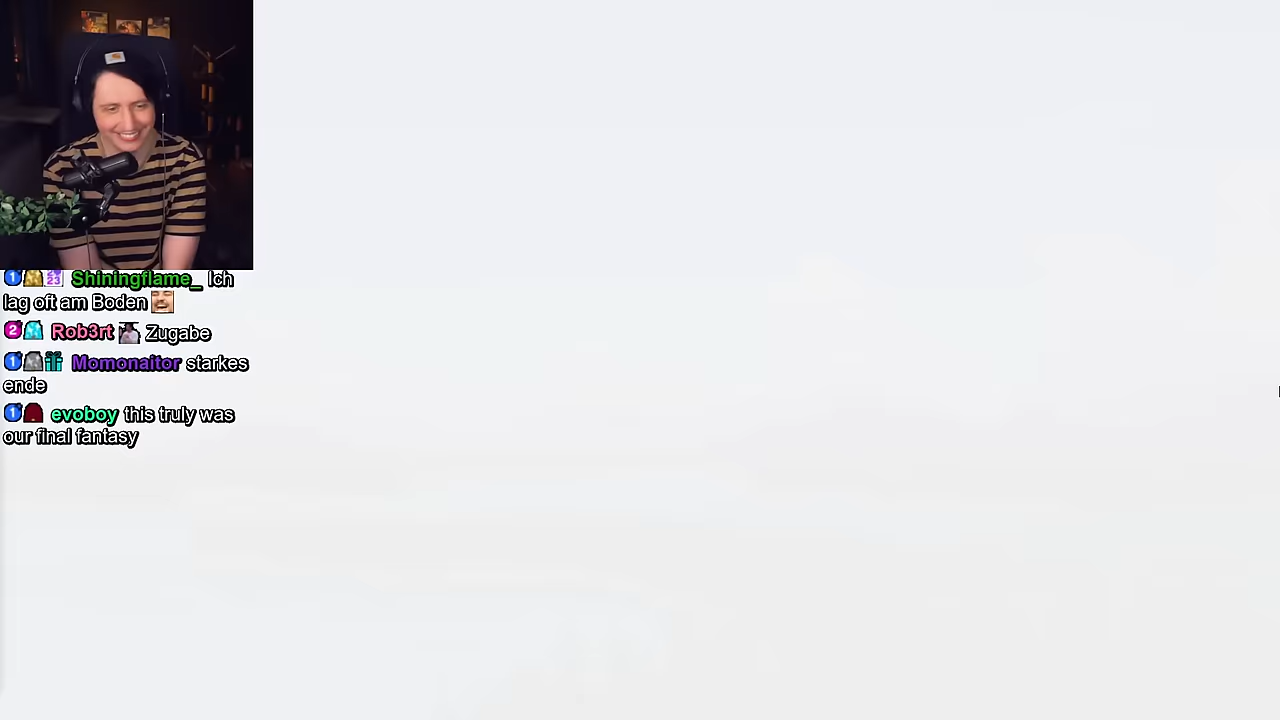 Shiningflame_ Ich
lag oft am Boden
Rob3rt Zugabe
Momonaitor starkes
ende
evoboy this truly was
our final fantasy